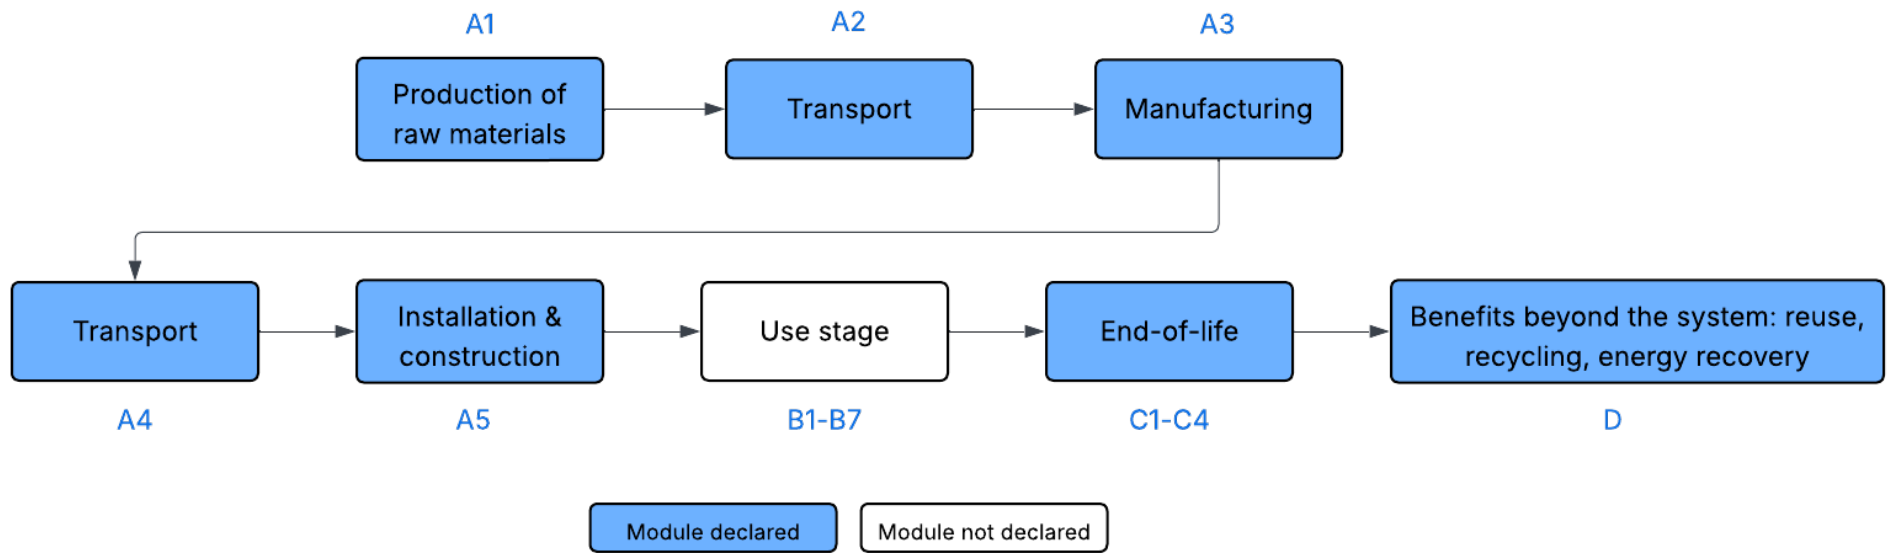 A1
A2
A3
Production of
raw materials
Transport
Manufacturing
Transport
Installation &
construction
Use stage
End-of-life
Benefits beyond the system: reuse,
recycling, energy recovery
A4
A5
B1-B7
C1-C4
D
Module declared
Module not declared